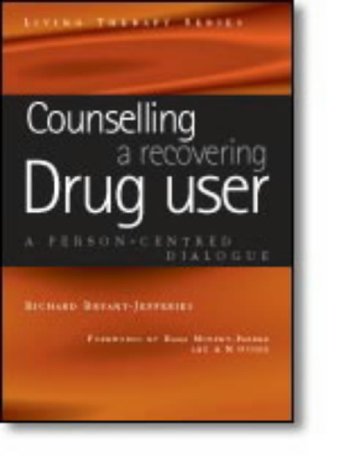 LIVING THERAPY SERIES
Counselling
a recovering
Drug user
A PERSON-CENTRED
DIALOGUE
RICHARD BRYANT-JEFFERIES
FOREWORDS BY